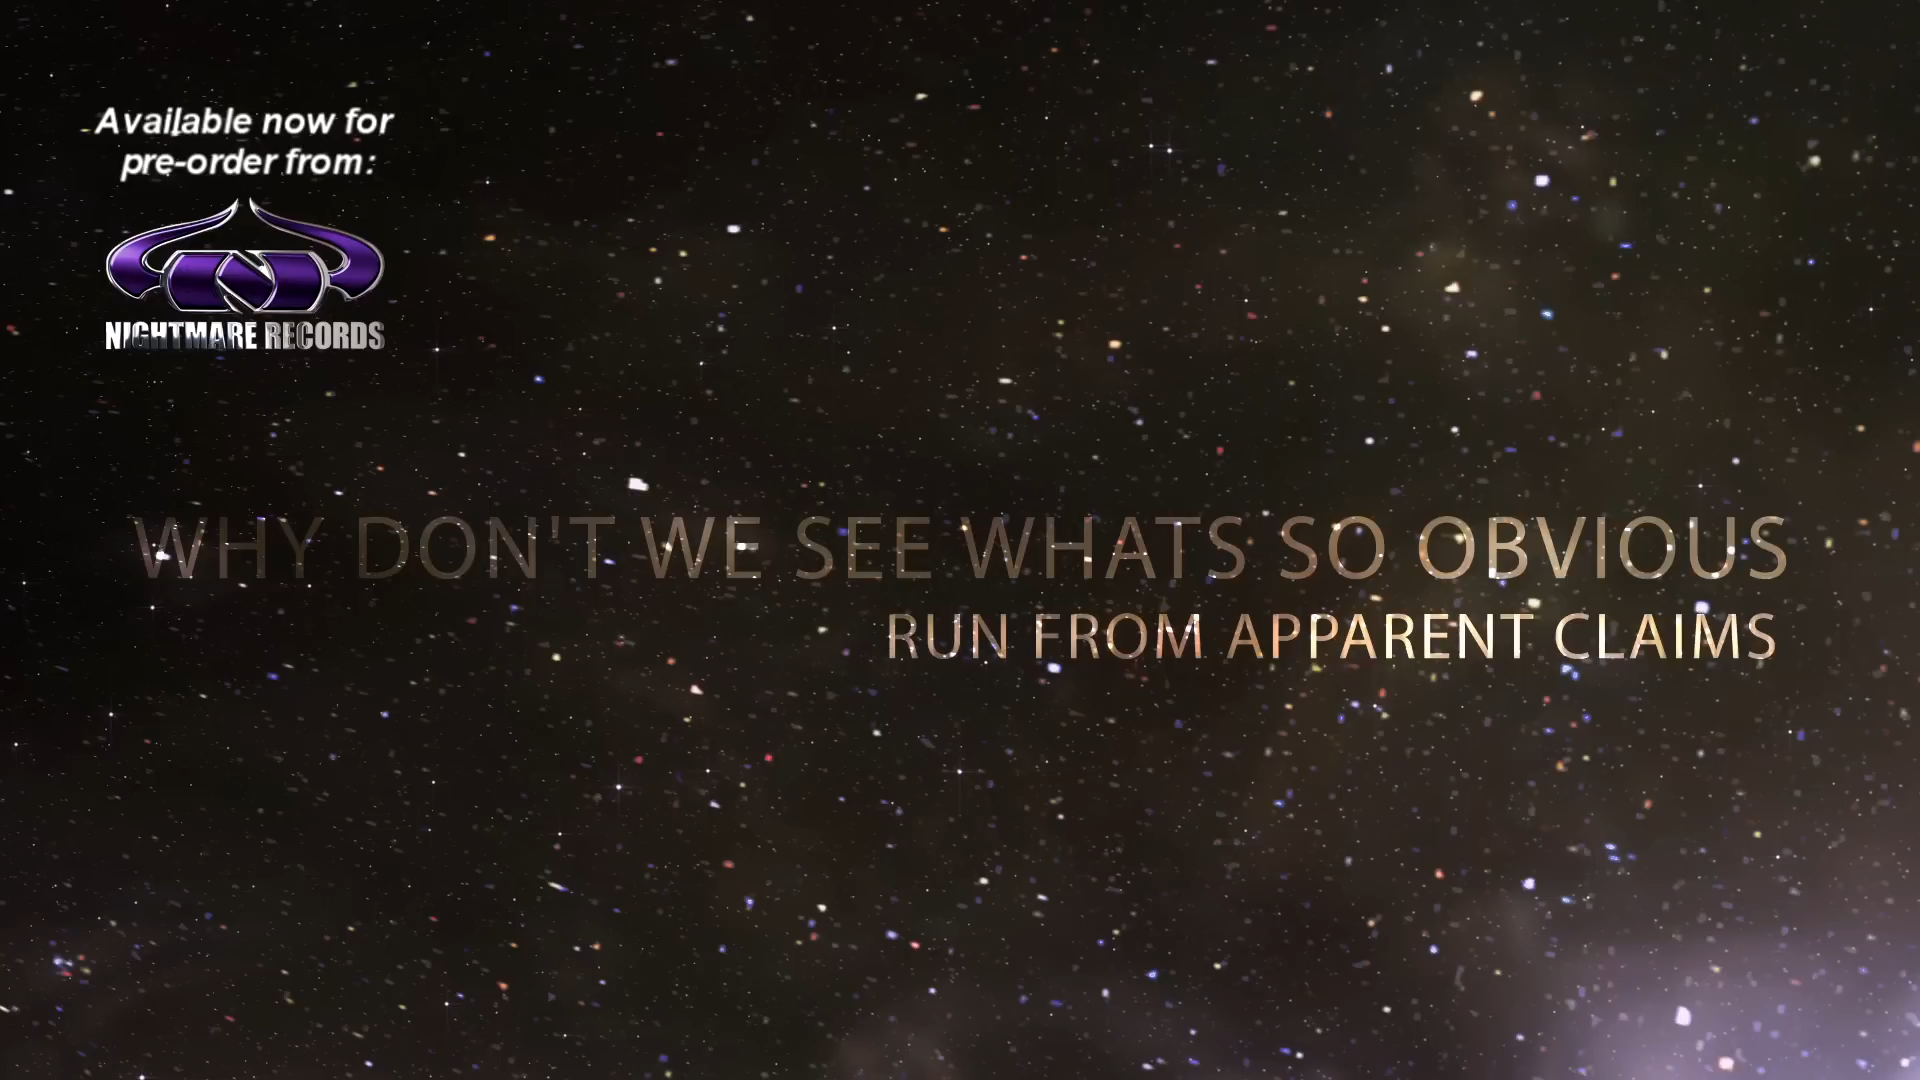 Available now for
pre-order from:
NIGHTMARE RECORDS
WHY DON'T WE SEE WHATS SO OBVIOUS
RUN FROM APPARENT CLAIMS